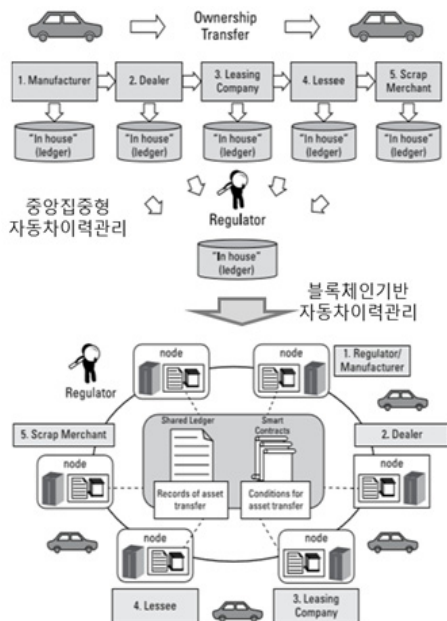 Ownership
Transfer
1. Manufacturer
2. Dealer
3. Leasing
Company
4. Lessee
5. Scrap
Merchant
"In house"
(ledger)
"In house"
(ledger)
"In house"
(ledger)
"In house"
(ledger)
"In house"
(ledger)
중앙집중형
자동차이력관리
Regulator
"In house"
(ledger)
블록체인기반
자동차이력관리
node
node
1. Regulator/
Manufacturer
Regulator
5. Scrap Merchant
Shared Ledger
Smart
Contracts
2. Dealer
node
node
Records of asset
transfer
Conditions for
asset transfer
node
node
4. Lessee
3. Leasing
Company